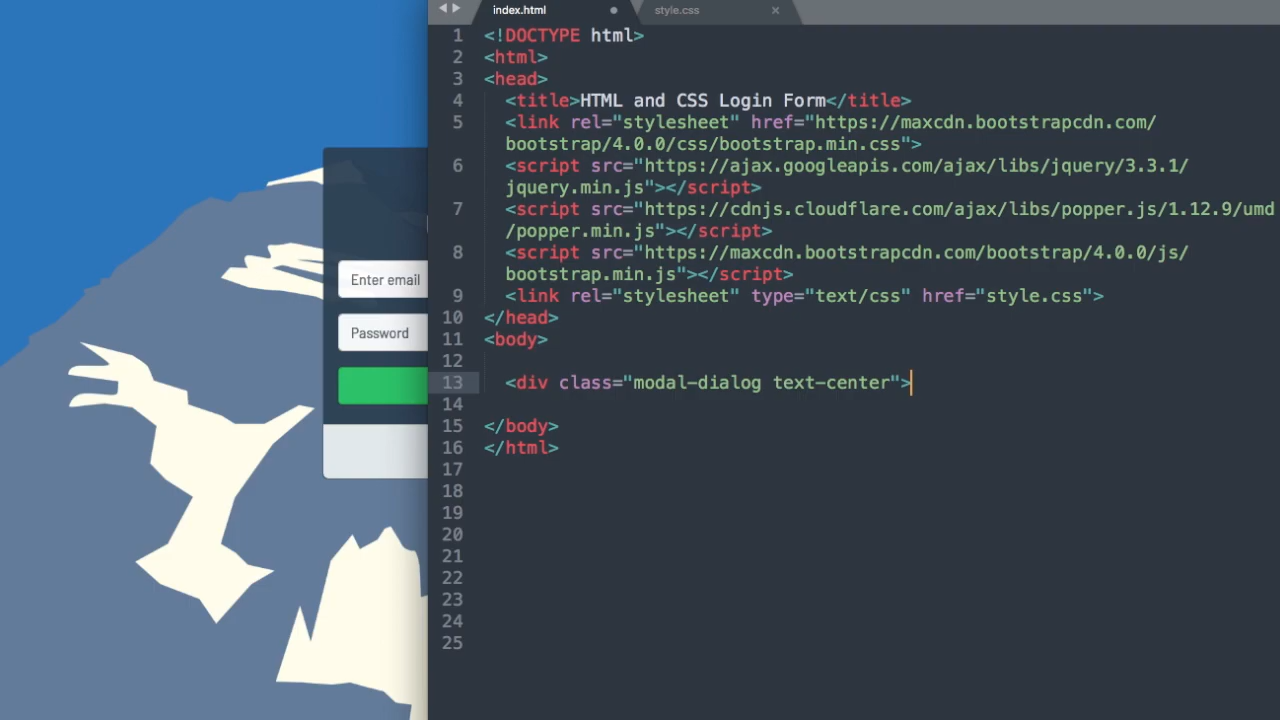 index.html
style.css
1 <!DOCTYPE html>
2 <html>
3 <head>
4 <title>HTML and CSS Login Form</title>
5 <link rel="stylesheet" href="https://maxcdn.bootstrapcdn.com/
bootstrap/4.0.0/css/bootstrap.min.css">
6 <script src="https://ajax.googleapis.com/ajax/libs/jquery/3.3.1/
jquery.min.js"></script>
7 <script src="https://cdnjs.cloudflare.com/ajax/libs/popper.js/1.12.9/umd
/popper.min.js"></script>
8 <script src="https://maxcdn.bootstrapcdn.com/bootstrap/4.0.0/js/
bootstrap.min.js"></script>
9 <link rel="stylesheet" type="text/css" href="style.css">
10 </head>
11 <body>
12
13 <div class="modal-dialog text-center">
14
15 </body>
16 </html>
17
18
19
20
21
22
23
24
25
Enter email
Password